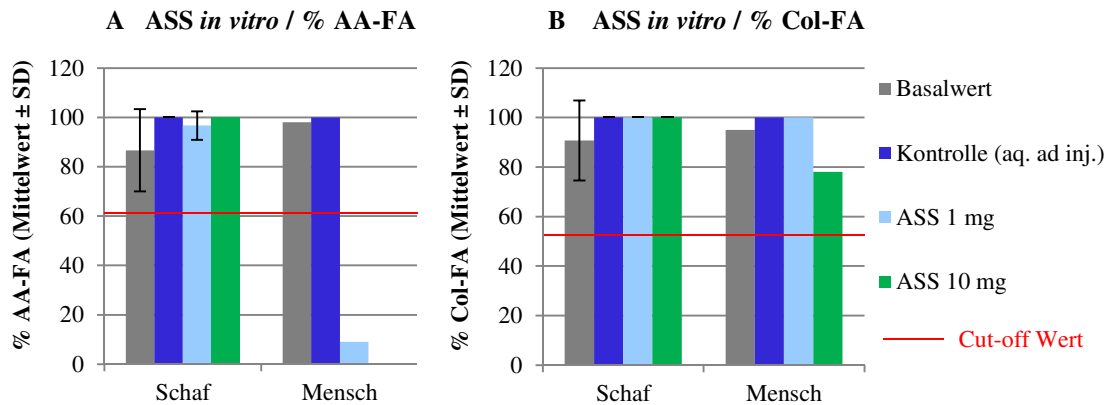 A ASS in vitro / % AA-FA
% AA-FA (Mittelwert ± SD)
120
100
80
60
40
20
0
Schaf
Mensch
B ASS in vitro / % Col-FA
% Col-FA (Mittelwert ± SD)
120
100
80
60
40
20
0
Schaf
Mensch
Basalwert
Kontrolle (aq. ad inj.)
ASS 1 mg
ASS 10 mg
Cut-off Wert